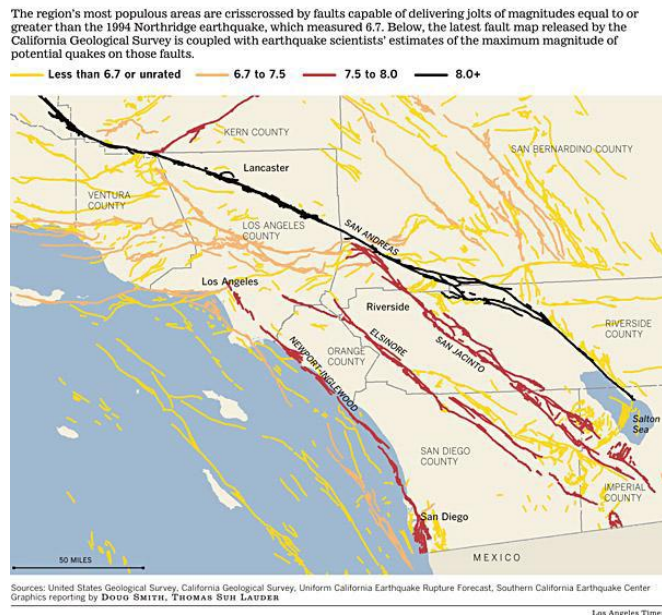 The region's most populous areas are crisscrossed by faults capable of delivering jolts of magnitudes equal to or
greater than the 1994 Northridge earthquake, which measured 6.7. Below, the latest fault map released by the
California Geological Survey is coupled with earthquake scientists' estimates of the maximum magnitude of
potential quakes on those faults.
Less than 6.7 or unrated 6.7 to 7.5 7.5 to 8.0 8.0+
KERN COUNTY
SAN BERNARDINO COUNTY
Lancaster
VENTURA
COUNTY
LOS ANGELES
COUNTY
SAN ANDREAS
Los Angeles
Riverside
RIVERSIDE
COUNTY
ORANGE
COUNTY
ELSINORE
SAN JACINTO
NEWPORT-INGLEWOOD
Salton
Sea
SAN DIEGO
COUNTY
IMPERIAL
COUNTY
San Diego
50 MILES
MEXICO
Sources: United States Geological Survey, California Geological Survey, Uniform California Earthquake Rupture Forecast, Southern California Earthquake Center
Graphics reporting by DOUG SMITH, THOMAS SUH LAUDER
Los Angeles Times